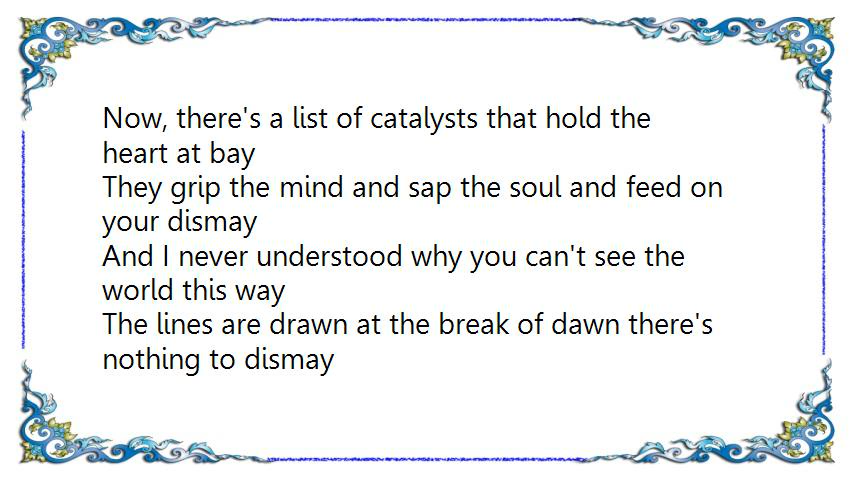 Now, there's a list of catalysts that hold the
heart at bay
They grip the mind and sap the soul and feed on
your dismay
And I never understood why you can't see the
world this way
The lines are drawn at the break of dawn there's
nothing to dismay